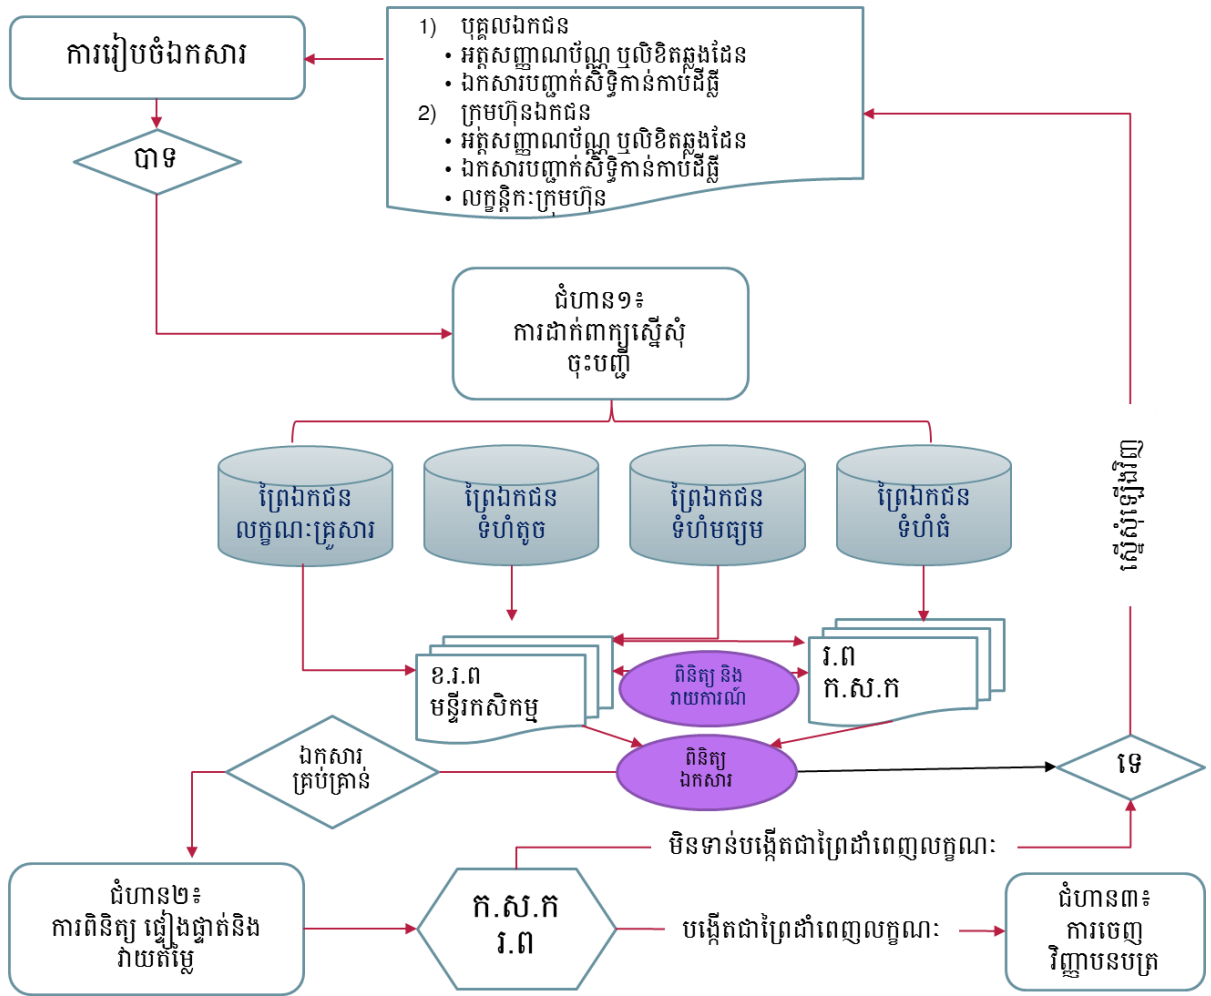 ការរៀបចំឯកសារ
1) បុគ្គលឯកជន
• អត្តសញ្ញាណប័ណ្ណ ឬលិខិតឆ្លងដែន
• ឯកសារបញ្ជាក់សិទ្ធិកាន់កាប់ដីធ្លី
2) ក្រុមហ៊ុនឯកជន
• អត្តសញ្ញាណប័ណ្ណ ឬលិខិតឆ្លងដែន
• ឯកសារបញ្ជាក់សិទ្ធិកាន់កាប់ដីធ្លី
• លក្ខន្តិកៈក្រុមហ៊ុន
បាទ
ជំហាន១៖
ការដាក់ពាក្យស្នើសុំ
ចុះបញ្ជី
ព្រៃឯកជន
លក្ខណៈគ្រួសារ
ព្រៃឯកជន
ទំហំតូច
ព្រៃឯកជន
ទំហំមធ្យម
ព្រៃឯកជន
ទំហំធំ
ស្នើសុំឡើងវិញ
ខ.រ.ព
មន្ទីរកសិកម្ម
ពិនិត្យ និង
រាយការណ៍
រ.ព
ក.ស.ក
ឯកសារ
គ្រប់គ្រាន់
ពិនិត្យ
ឯកសារ
ទេ
មិនទាន់បង្កើតជាព្រៃដាំពេញលក្ខណៈ
ជំហាន២៖
ការពិនិត្យ ផ្ទៀងផ្ទាត់និង
វាយតម្លៃ
ក.ស.ក
រ.ព
បង្កើតជាព្រៃដាំពេញលក្ខណៈ
ជំហាន៣៖
ការចេញ
វិញ្ញាបនបត្រ